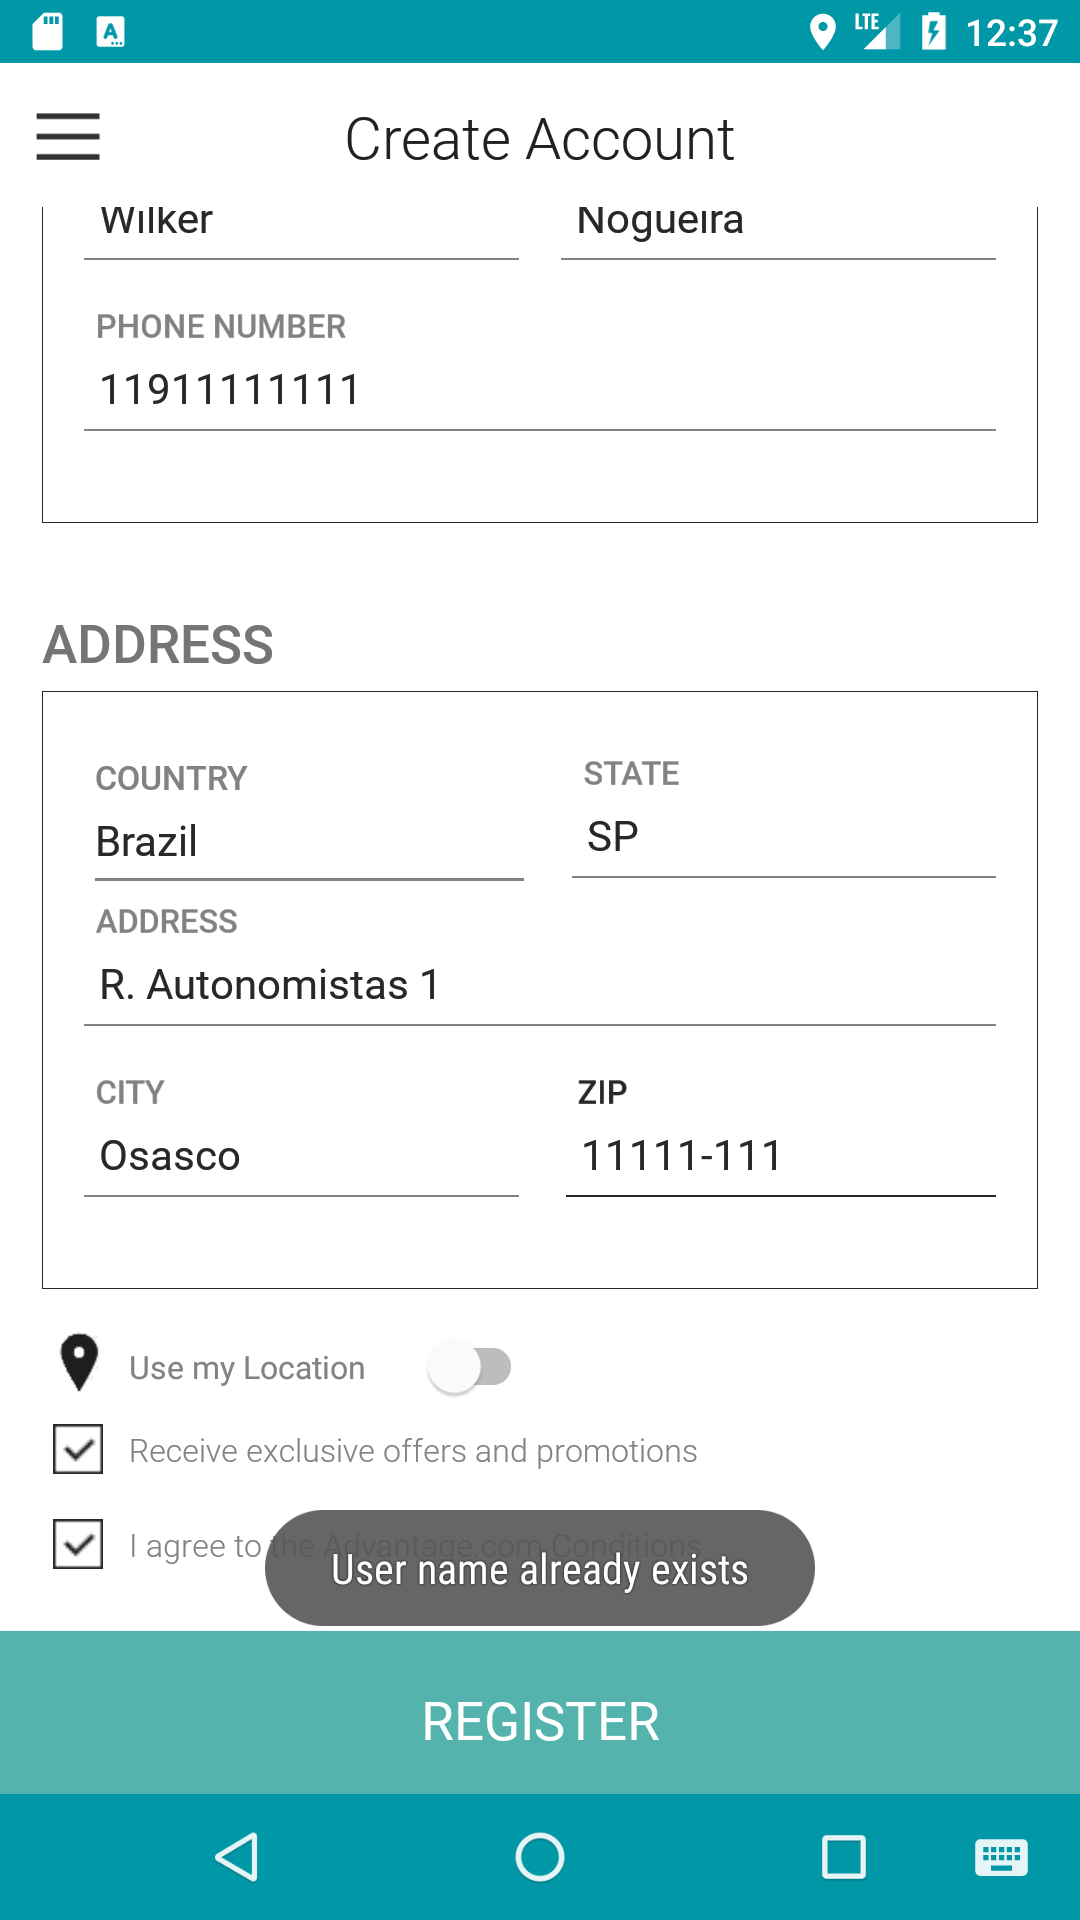 LTE 12:37
Create Account
Wilker Nogueira
PHONE NUMBER
11911111111
ADDRESS
COUNTRY STATE
Brazil SP
ADDRESS
R. Autonomistas 1
CITY ZIP
Osasco 11111-111
Use my Location
Receive exclusive offers and promotions
I agree to the Advantage.com Conditions
User name already exists
REGISTER